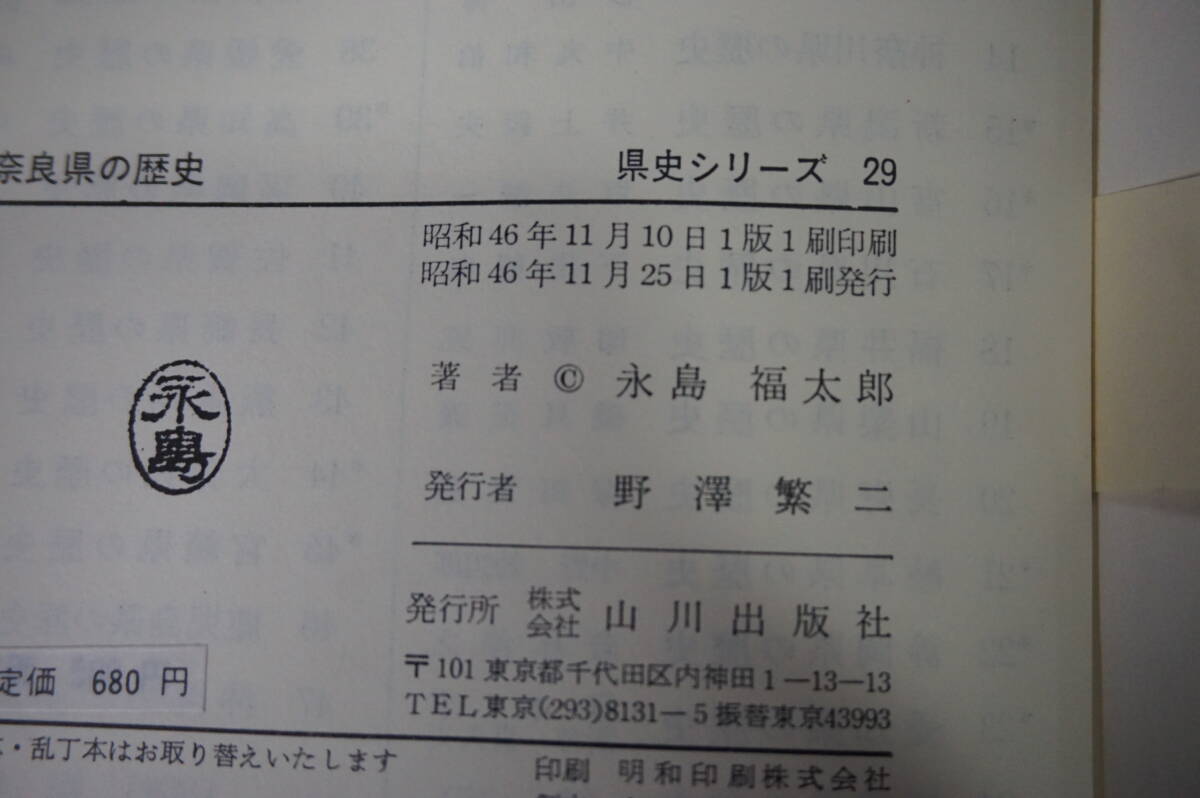 奈良県の歴史 県史シリーズ 29
昭和46年11月10日1版1刷印刷
昭和46年11月25日1版1刷発行
著者 © 永島 福太郎
永島
発行者 野澤繁二
発行所 株式会社 山川出版社
〒101 東京都千代田区内神田1―13―13
TEL東京(293)8131―5 振替東京43993
定価 680円
・乱丁本はお取り替えいたします
印刷 明和印刷株式会社